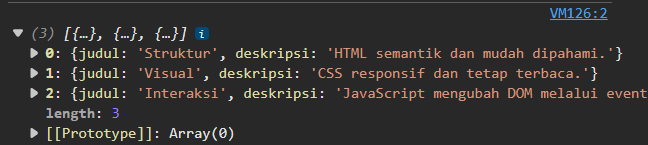 VM126:2
(3) [{…}, {…}, {…}] i
0: {judul: 'Struktur', deskripsi: 'HTML semantik dan mudah dipahami.'}
1: {judul: 'Visual', deskripsi: 'CSS responsif dan tetap terbaca.'}
2: {judul: 'Interaksi', deskripsi: 'JavaScript mengubah DOM melalui event
length: 3
[[Prototype]]: Array(0)